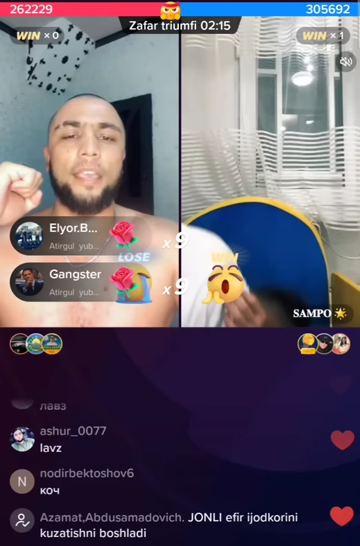 262229
305692
WIN × 0
Zafar triumfi 02:15
WIN × 1
Elyor.B...
Atirgul yub...
x 9
LOSE
WIN
Gangster
Atirgul yub...
x 9
SAMPO
лавз
ashur_0077
lavz
N
nodirbektoshov6
коч
Azamat,Abdusamadovich. JONLI efir ijodkorini
kuzatishni boshladi